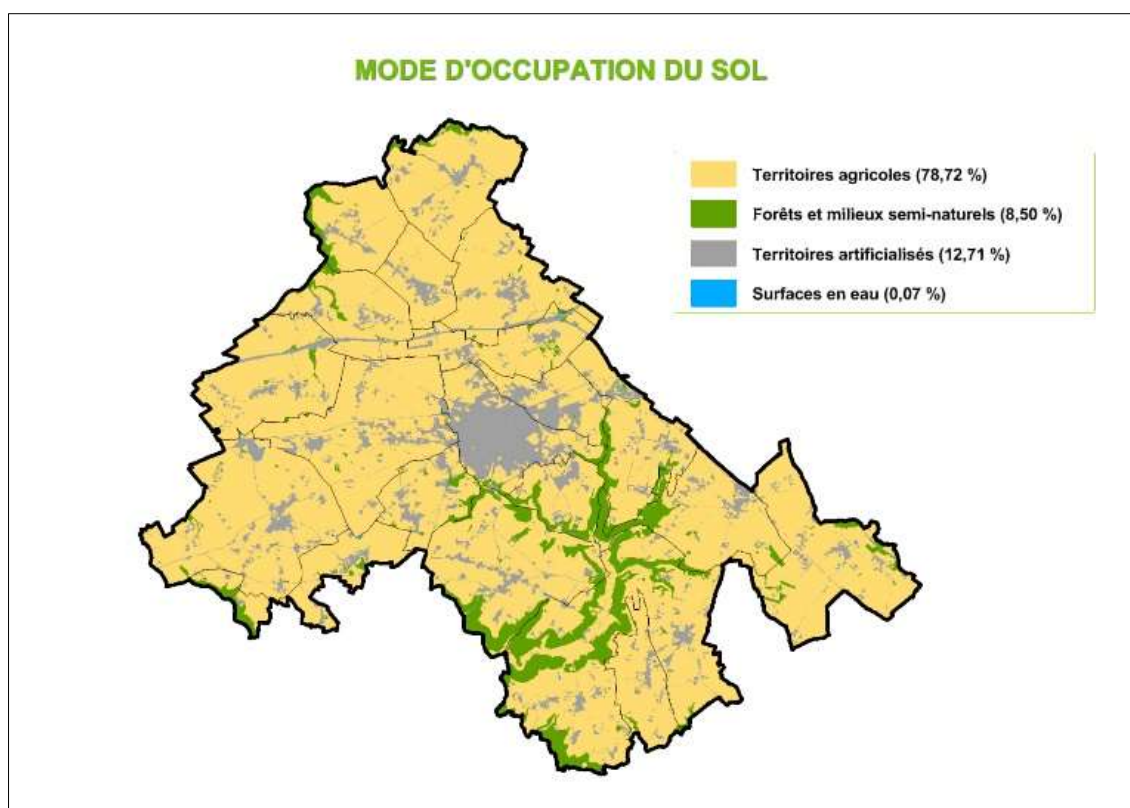 MODE D'OCCUPATION DU SOL
Territoires agricoles (78,72 %)
Forêts et milieux semi-naturels (8,50 %)
Territoires artificialisés (12,71 %)
Surfaces en eau (0,07 %)